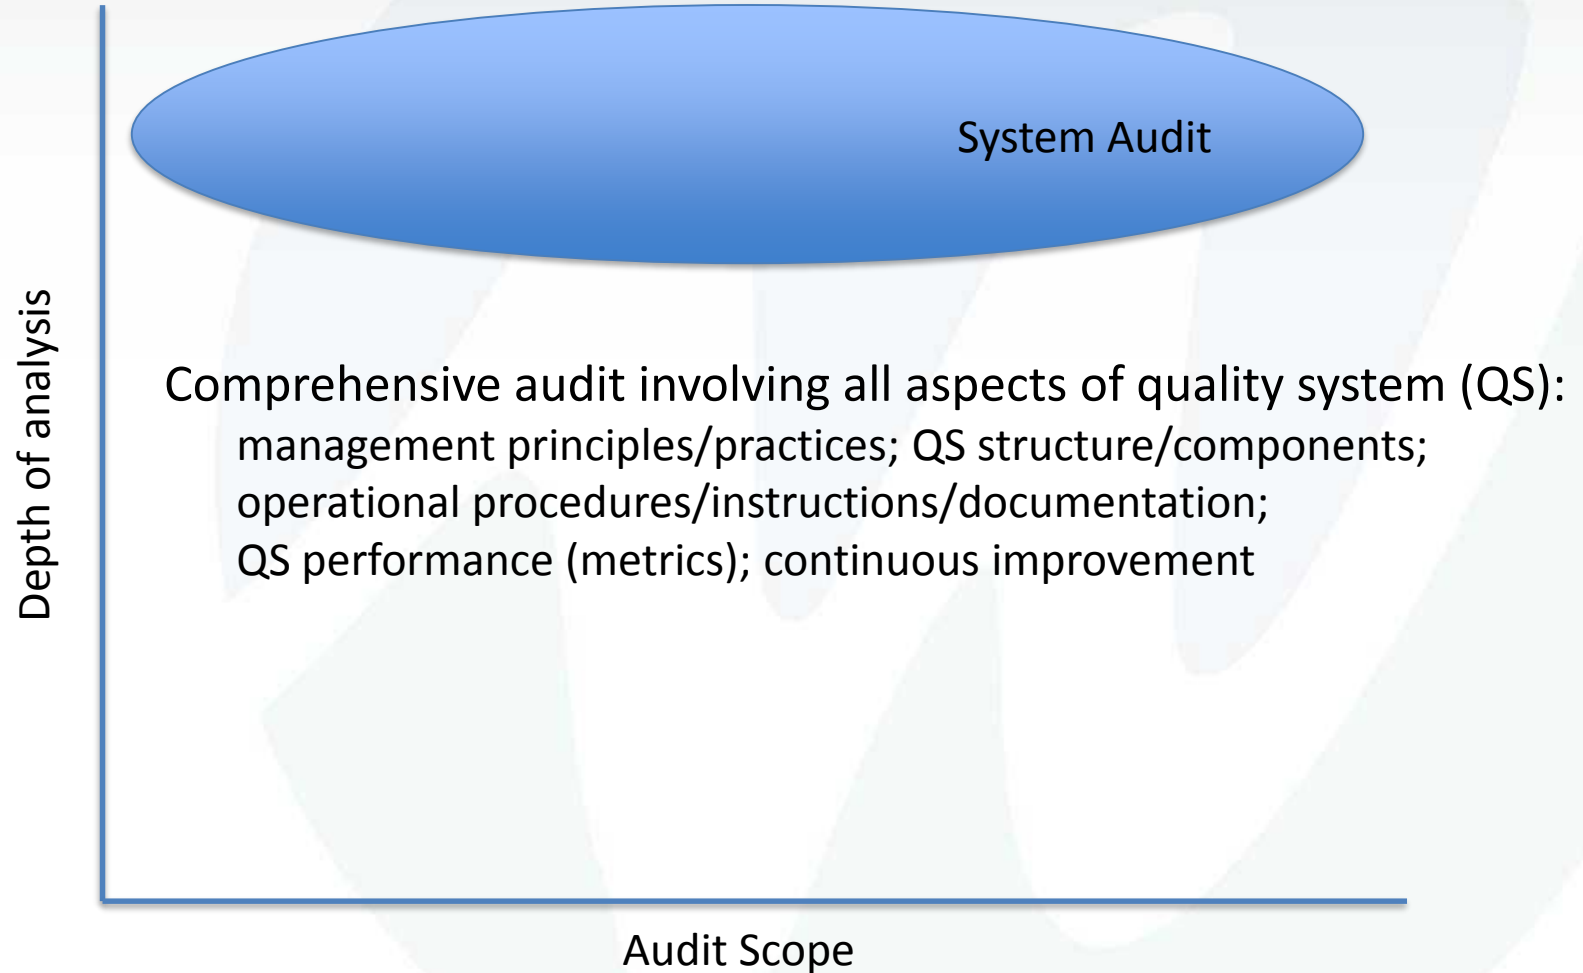 System Audit
Depth of analysis
Comprehensive audit involving all aspects of quality system (QS):
management principles/practices; QS structure/components;
operational procedures/instructions/documentation;
QS performance (metrics); continuous improvement
Audit Scope